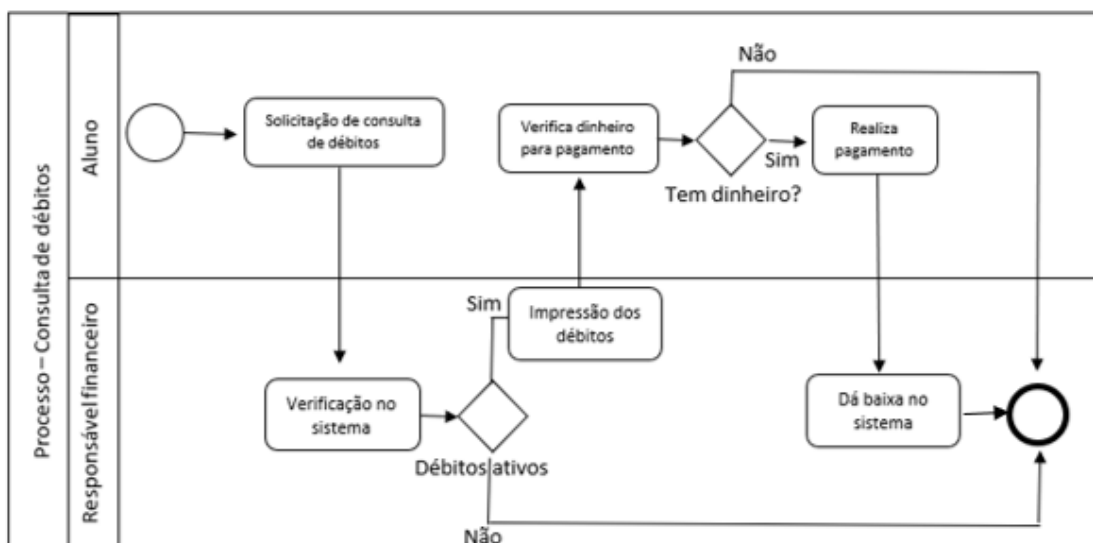 Processo – Consulta de débitos
Aluno
Solicitação de consulta
de débitos
Verifica dinheiro
para pagamento
Não
Sim
Tem dinheiro?
Realiza
pagamento
Responsável financeiro
Verificação no
sistema
Sim
Débitos ativos
Não
Impressão dos
débitos
Dá baixa no
sistema